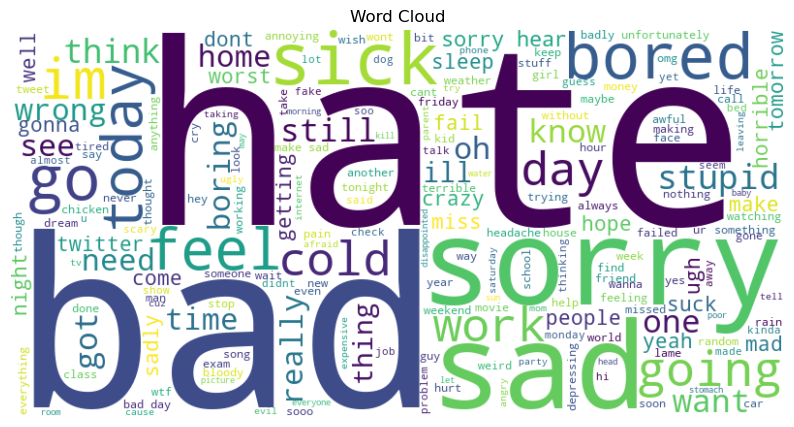 Word Cloud
hate
bad
sorry
sad
sick
bored
go
im
today
feel
day
work
going
cold
think
home
dont
worst
well
wrong
gonna
see
still
sleep
sorry hear
annoying
wish
wont
bit
dog
lot
cant
try
weather
phone
keep
stuff
girl
guess
omg
badly
unfortunately
yet
money
maybe
life
call
bed
leaving
tomorrow
horrible
fail
know
oh
ill
crazy
stupid
make
watching
miss
hope
boring
getting
tweet
almost
tired
say
anything
never
thought
dream
though
chicken
u
scary
hey
cry
look
may
ugly
working
taking
morning
take
fake
soo
make sad
kill
another
tonight
said
internet
friday
kid
talk
parent
terrible
trying
without
hour
awful
making
face
always
seem
nothing
baby
ur
something
gone
failed
house
headache
night
twitter
need
come
someone
wait
pain
afraid
check
didnt
new
even
disappointed
way
year
saturday
school
thinking
week
find
friend
wanna
yes
ugh
away
tell
tv
man
cuz
show
stop
got
done
class
sadly
time
really
thing
song
exam
bloody
picture
wtf
bad day
cause
evil
sooo
everyone
everything
room
expensive
job
guy
problem
hurt
let
weird
angry
party
weekend
movie
sun
mom
help
feeling
missed
suck
poor
rain
kinda
people
one
monday
world
yeah
random
mad
lame
made
head
hi
depressing
want
soon
car
stomach
water